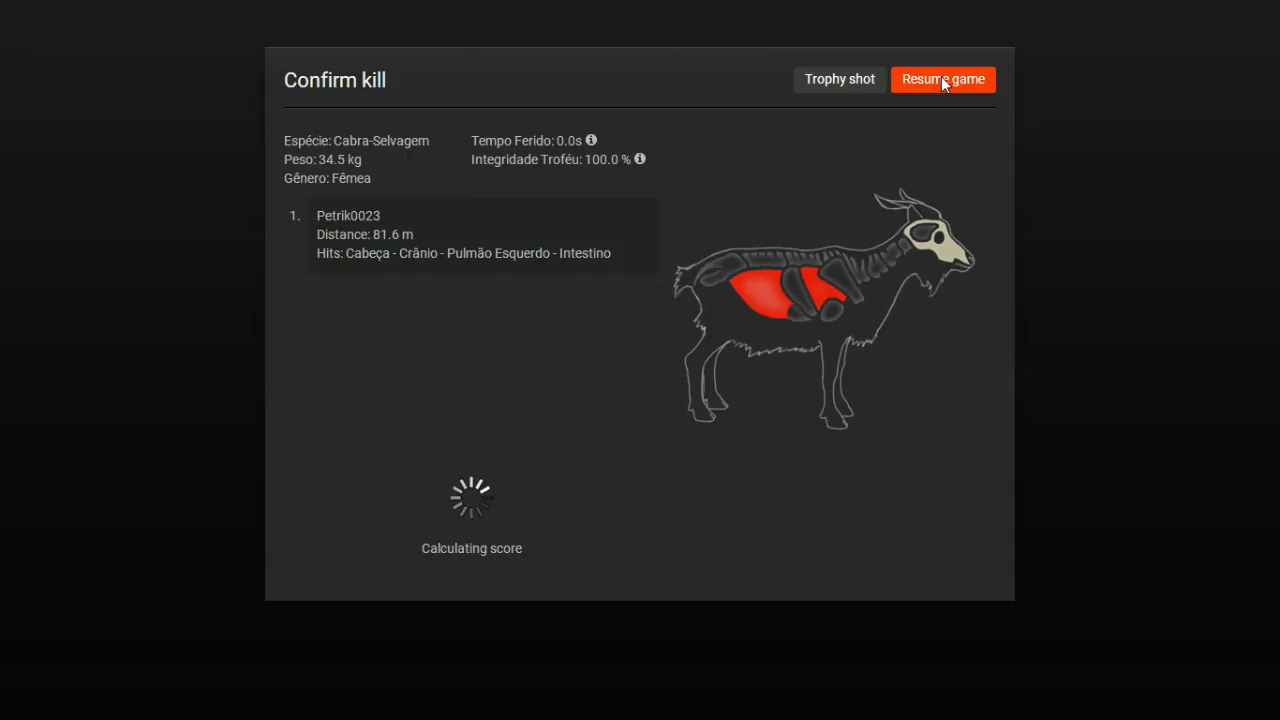 Confirm kill
Trophy shot
Resume game
Espécie: Cabra-Selvagem
Peso: 34.5 kg
Gênero: Fêmea
Tempo Ferido: 0.0s
Integridade Troféu: 100.0 %
1. Petrik0023
Distance: 81.6 m
Hits: Cabeça - Crânio - Pulmão Esquerdo - Intestino
Calculating score